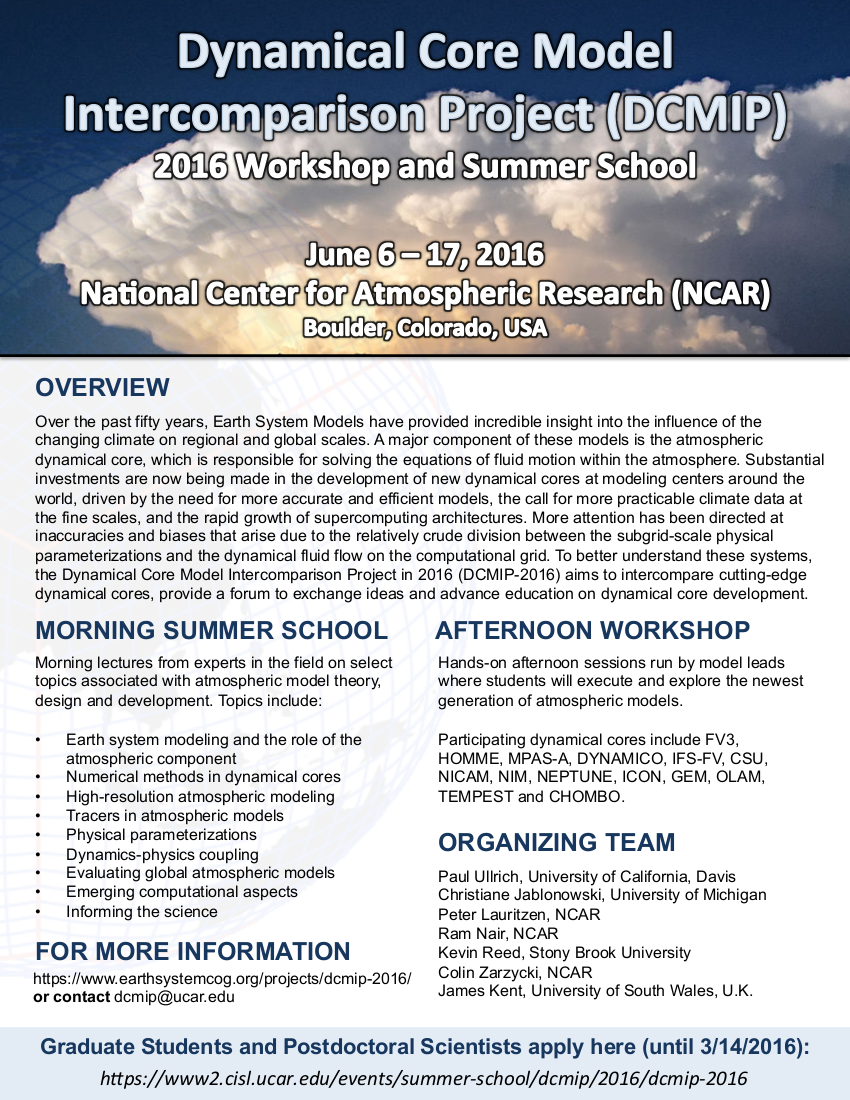 Dynamical Core Model
Intercomparison Project (DCMIP)
2016 Workshop and Summer School
June 6 – 17, 2016
National Center for Atmospheric Research (NCAR)
Boulder, Colorado, USA
OVERVIEW
Over the past fifty years, Earth System Models have provided incredible insight into the influence of the
changing climate on regional and global scales. A major component of these models is the atmospheric
dynamical core, which is responsible for solving the equations of fluid motion within the atmosphere. Substantial
investments are now being made in the development of new dynamical cores at modeling centers around the
world, driven by the need for more accurate and efficient models, the call for more practicable climate data at
the fine scales, and the rapid growth of supercomputing architectures. More attention has been directed at
inaccuracies and biases that arise due to the relatively crude division between the subgrid-scale physical
parameterizations and the dynamical fluid flow on the computational grid. To better understand these systems,
the Dynamical Core Model Intercomparison Project in 2016 (DCMIP-2016) aims to intercompare cutting-edge
dynamical cores, provide a forum to exchange ideas and advance education on dynamical core development.
MORNING SUMMER SCHOOL
Morning lectures from experts in the field on select
topics associated with atmospheric model theory,
design and development. Topics include:
• Earth system modeling and the role of the
atmospheric component
• Numerical methods in dynamical cores
• High-resolution atmospheric modeling
• Tracers in atmospheric models
• Physical parameterizations
• Dynamics-physics coupling
• Evaluating global atmospheric models
• Emerging computational aspects
• Informing the science
FOR MORE INFORMATION
https://www.earthsystemcog.org/projects/dcmip-2016/
or contact dcmip@ucar.edu
AFTERNOON WORKSHOP
Hands-on afternoon sessions run by model leads
where students will execute and explore the newest
generation of atmospheric models.
Participating dynamical cores include FV3,
HOMME, MPAS-A, DYNAMICO, IFS-FV, CSU,
NICAM, NIM, NEPTUNE, ICON, GEM, OLAM,
TEMPEST and CHOMBO.
ORGANIZING TEAM
Paul Ullrich, University of California, Davis
Christiane Jablonowski, University of Michigan
Peter Lauritzen, NCAR
Ram Nair, NCAR
Kevin Reed, Stony Brook University
Colin Zarzycki, NCAR
James Kent, University of South Wales, U.K.
Graduate Students and Postdoctoral Scientists apply here (until 3/14/2016):
https://www2.cisl.ucar.edu/events/summer-school/dcmip/2016/dcmip-2016